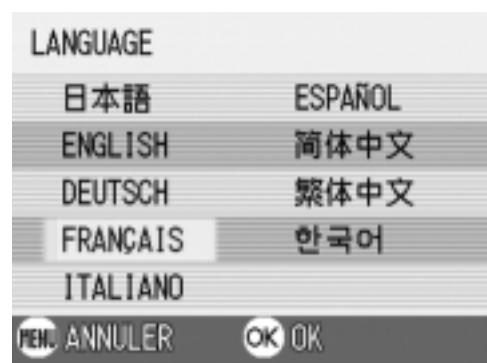 LANGUAGE
日本語 ESPAÑOL
ENGLISH 简体中文
DEUTSCH 繁体中文
FRANÇAIS 한국어
ITALIANO
MENU ANNULER OK OK